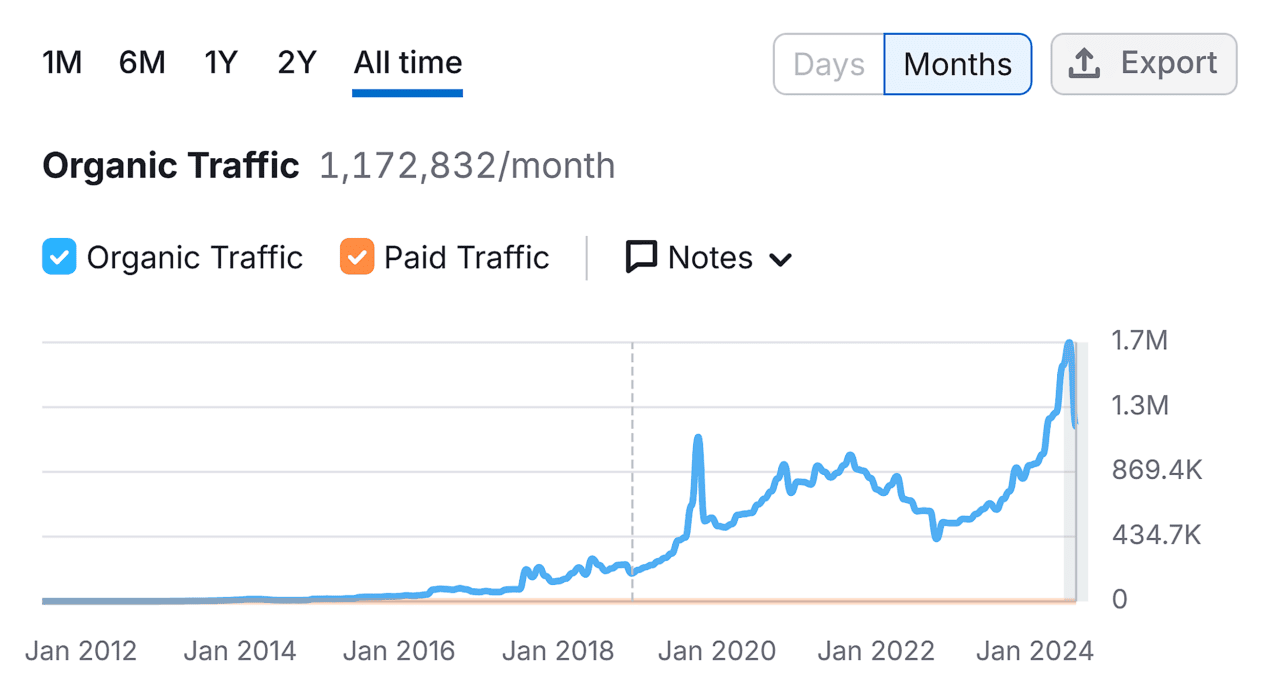 1M 6M 1Y 2Y All time Days Months Export
Organic Traffic 1,172,832/month
Organic Traffic Paid Traffic Notes
1.7M
1.3M
869.4K
434.7K
0
Jan 2012 Jan 2014 Jan 2016 Jan 2018 Jan 2020 Jan 2022 Jan 2024